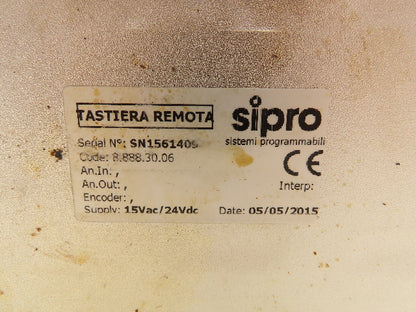 TASTIERA REMOTA
sipro
sistemi programmabili
Serial N°: SN1561409
Code: 8.888.30.06
CE
An.In: ,
An.Out: ,
Interp:
Encoder: ,
Supply: 15Vac/24Vdc
Date: 05/05/2015